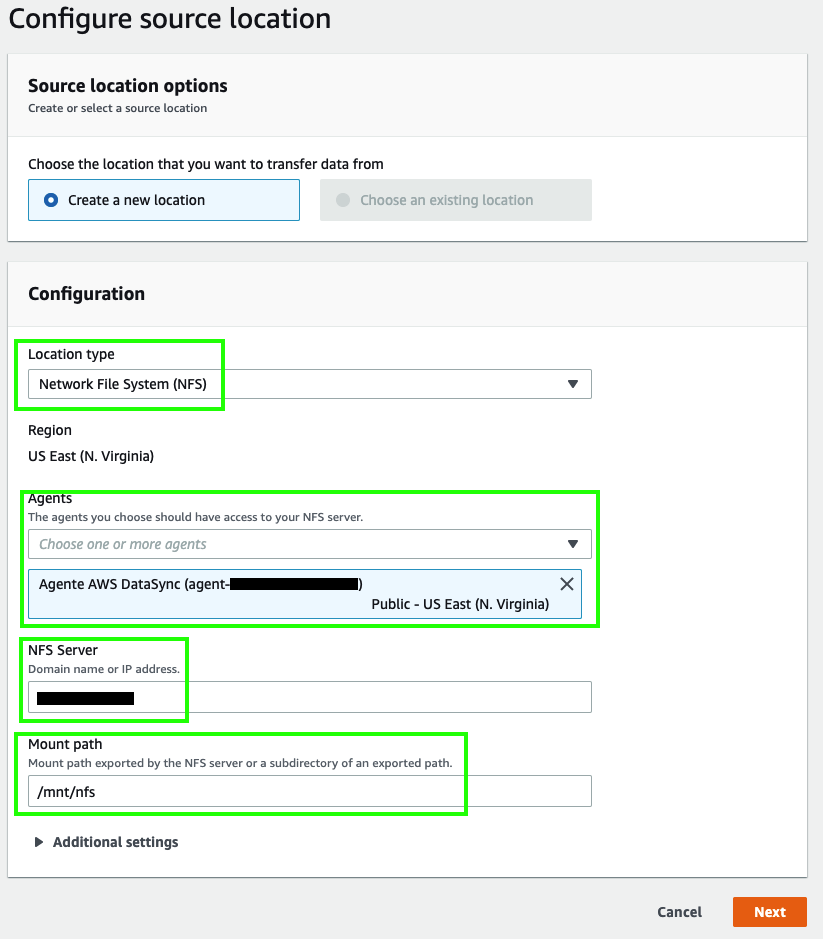 Configure source location
Source location options
Create or select a source location
Choose the location that you want to transfer data from
Create a new location
Choose an existing location
Configuration
Location type
Network File System (NFS)
Region
US East (N. Virginia)
Agents
The agents you choose should have access to your NFS server.
Choose one or more agents
Agente AWS DataSync (agent-)
Public - US East (N. Virginia)
NFS Server
Domain name or IP address.
Mount path
Mount path exported by the NFS server or a subdirectory of an exported path.
/mnt/nfs
Additional settings
Cancel
Next